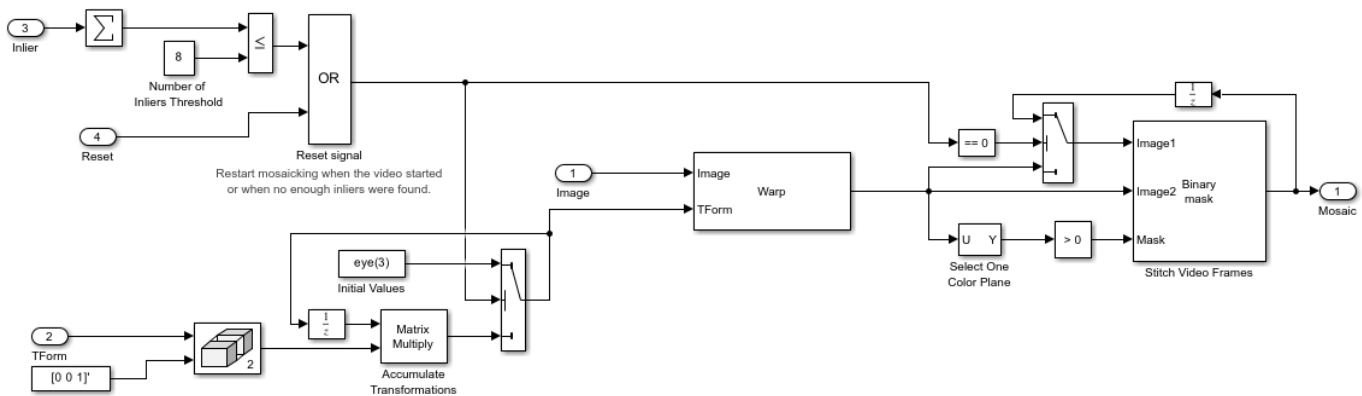 3
Inlier
Σ
≤
8
Number of
Inliers Threshold
OR
4
Reset
Reset signal
Restart mosaicking when the video started
or when no enough inliers were found.
1
Image
Image
TForm
Warp
eye(3)
Initial Values
1
z
Matrix
Multiply
Accumulate
Transformations
2
TForm
[0 0 1]'
2
== 0
1
z
Image1
Image2
Mask
Binary
mask
Stitch Video Frames
U Y
Select One
Color Plane
> 0
1
Mosaic